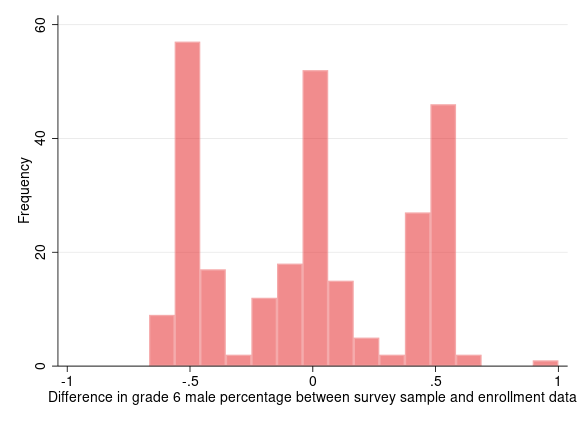 60
40
20
0
Frequency
-1 -.5 0 .5 1
Difference in grade 6 male percentage between survey sample and enrollment data